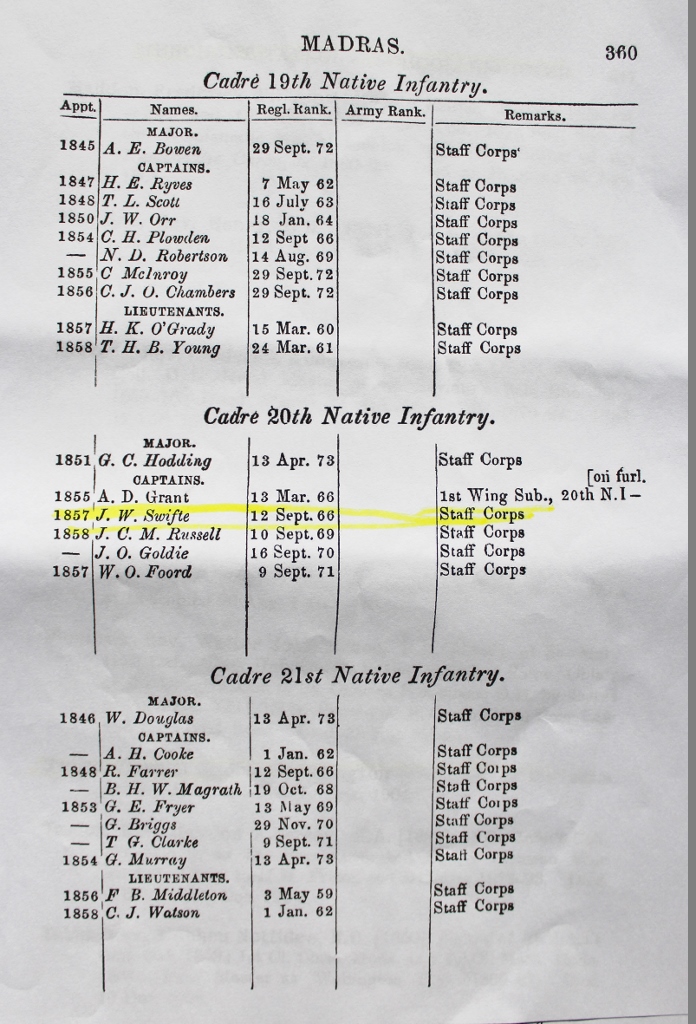 MADRAS. 360
Cadrè 19th Native Infantry.
Appt. Names. Regl. Rank. Army Rank. Remarks.
MAJOR.
1845 A. E. Bowen 29 Sept. 72 Staff Corps
CAPTAINS.
1847 H. E. Ryves 7 May 62 Staff Corps
1848 T. L. Scott 16 July 63 Staff Corps
1850 J. W. Orr 18 Jan. 64 Staff Corps
1854 C. H. Plowden 12 Sept 66 Staff Corps
— N. D. Robertson 14 Aug. 69 Staff Corps
1855 C McInroy 29 Sept. 72 Staff Corps
1856 C. J. O. Chambers 29 Sept. 72 Staff Corps
LIEUTENANTS.
1857 H. K. O'Grady 15 Mar. 60 Staff Corps
1858 T. H. B. Young 24 Mar. 61 Staff Corps
Cadrè 20th Native Infantry.
MAJOR.
1851 G. C. Hodding 13 Apr. 73 Staff Corps
CAPTAINS. [on furl.
1855 A. D. Grant 13 Mar. 66 1st Wing Sub., 20th N.I—
1857 J. W. Swifte 12 Sept. 66 Staff Corps
1858 J. C. M. Russell 10 Sept. 69 Staff Corps
— J. O. Goldie 16 Sept. 70 Staff Corps
1857 W. O. Foord 9 Sept. 71 Staff Corps
Cadre 21st Native Infantry.
MAJOR.
1846 W. Douglas 13 Apr. 73 Staff Corps
CAPTAINS.
— A. H. Cooke 1 Jan. 62 Staff Corps
1848 R. Farrer 12 Sept. 66 Staff Corps
— B. H. W. Magrath 19 Oct. 68 Staff Corps
1853 G. E. Fryer 13 May 69 Staff Corps
— G. Briggs 29 Nov. 70 Staff Corps
— T G. Clarke 9 Sept. 71 Staff Corps
1854 G. Murray 13 Apr. 73 Staff Corps
LIEUTENANTS.
1856 F B. Middleton 3 May 59 Staff Corps
1858 C. J. Watson 1 Jan. 62 Staff Corps